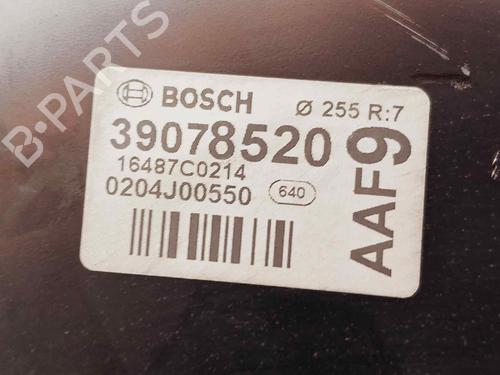 B-PARTS
BOSCH Ø 255 R:7
39078520
16487C0214
0204J00550 640
AAF9